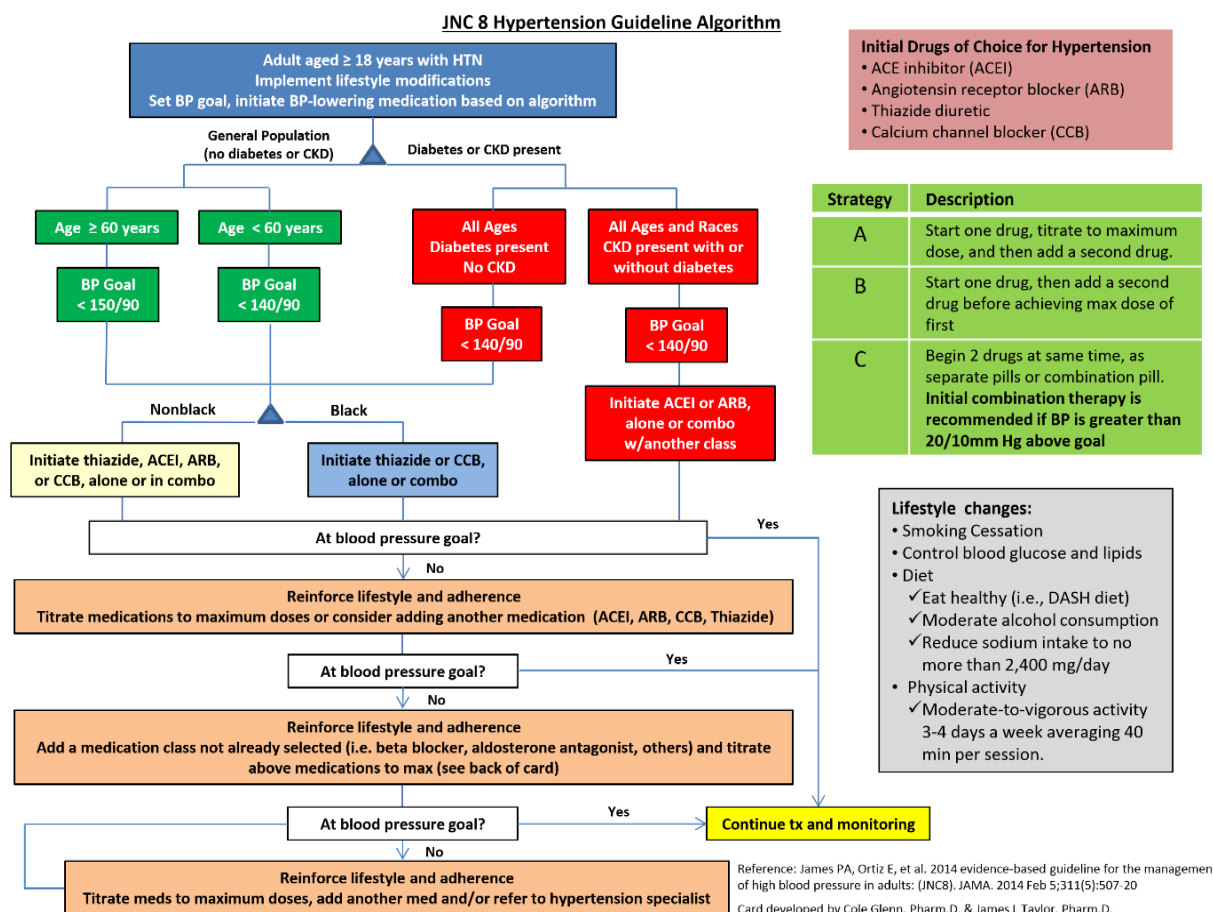 JNC 8 Hypertension Guideline Algorithm
Adult aged ≥ 18 years with HTN
Implement lifestyle modifications
Set BP goal, initiate BP-lowering medication based on algorithm
General Population
(no diabetes or CKD)
Diabetes or CKD present
Age ≥ 60 years
Age < 60 years
All Ages
Diabetes present
No CKD
All Ages and Races
CKD present with or
without diabetes
BP Goal
< 150/90
BP Goal
< 140/90
BP Goal
< 140/90
BP Goal
< 140/90
Nonblack
Black
Initiate thiazide, ACEI, ARB,
or CCB, alone or in combo
Initiate thiazide or CCB,
alone or combo
Initiate ACEI or ARB,
alone or combo
w/another class
At blood pressure goal?
Yes
No
Reinforce lifestyle and adherence
Titrate medications to maximum doses or consider adding another medication (ACEI, ARB, CCB, Thiazide)
At blood pressure goal?
Yes
No
Reinforce lifestyle and adherence
Add a medication class not already selected (i.e. beta blocker, aldosterone antagonist, others) and titrate
above medications to max (see back of card)
At blood pressure goal?
Yes
Continue tx and monitoring
No
Reinforce lifestyle and adherence
Titrate meds to maximum doses, add another med and/or refer to hypertension specialist
Initial Drugs of Choice for Hypertension
• ACE inhibitor (ACEI)
• Angiotensin receptor blocker (ARB)
• Thiazide diuretic
• Calcium channel blocker (CCB)
Strategy Description
A Start one drug, titrate to maximum
dose, and then add a second drug.
B Start one drug, then add a second
drug before achieving max dose of
first
C Begin 2 drugs at same time, as
separate pills or combination pill.
Initial combination therapy is
recommended if BP is greater than
20/10mm Hg above goal
Lifestyle changes:
• Smoking Cessation
• Control blood glucose and lipids
• Diet
✓Eat healthy (i.e., DASH diet)
✓Moderate alcohol consumption
✓Reduce sodium intake to no
more than 2,400 mg/day
• Physical activity
✓Moderate-to-vigorous activity
3-4 days a week averaging 40
min per session.
Reference: James PA, Ortiz E, et al. 2014 evidence-based guideline for the managemen
of high blood pressure in adults: (JNC8). JAMA. 2014 Feb 5;311(5):507-20
Card developed by Cole Glenn, Pharm.D. & James L Taylor, Pharm.D.